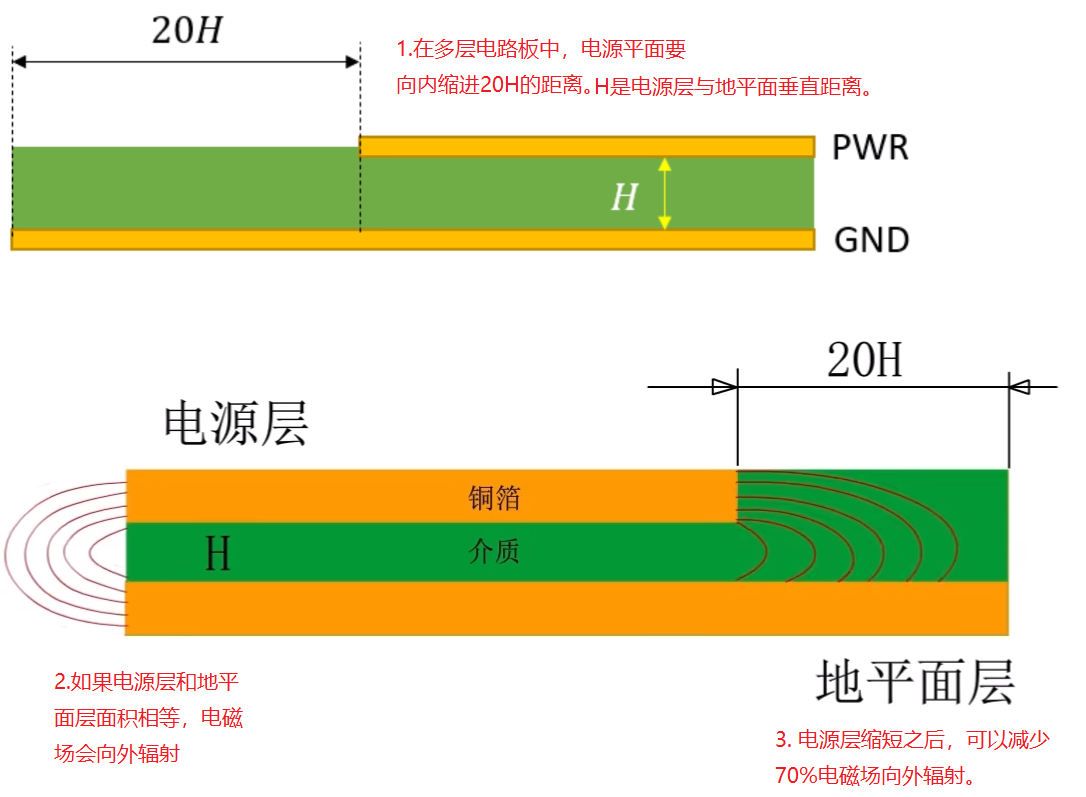 20H
1.在多层电路板中，电源平面要
向内缩进20H的距离。H是电源层与地平面垂直距离。
PWR
H
GND
20H
电源层
铜箔
H
介质
地平面层
2.如果电源层和地平
面层面积相等，电磁
场会向外辐射
3. 电源层缩短之后，可以减少
70%电磁场向外辐射。